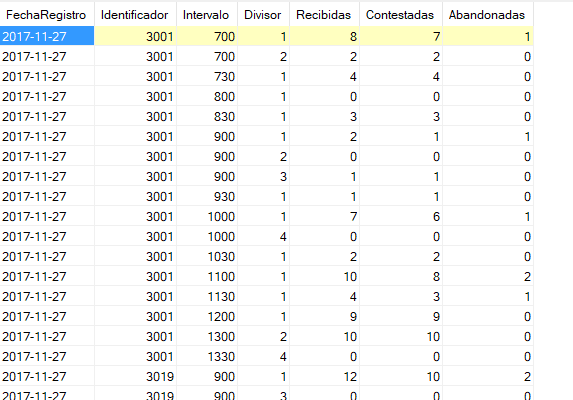 FechaRegistro Identificador Intervalo Divisor Recibidas Contestadas Abandonadas
2017-11-27 3001 700 1 8 7 1
2017-11-27 3001 700 2 2 2 0
2017-11-27 3001 730 1 4 4 0
2017-11-27 3001 800 1 0 0 0
2017-11-27 3001 830 1 3 3 0
2017-11-27 3001 900 1 2 1 1
2017-11-27 3001 900 2 0 0 0
2017-11-27 3001 900 3 1 1 0
2017-11-27 3001 930 1 1 1 0
2017-11-27 3001 1000 1 7 6 1
2017-11-27 3001 1000 4 0 0 0
2017-11-27 3001 1030 1 2 2 0
2017-11-27 3001 1100 1 10 8 2
2017-11-27 3001 1130 1 4 3 1
2017-11-27 3001 1200 1 9 9 0
2017-11-27 3001 1300 2 10 10 0
2017-11-27 3001 1330 4 0 0 0
2017-11-27 3019 900 1 12 10 2
2017-11-27 3019 900 3 0 0 0